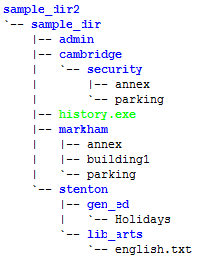 sample_dir2
`-- sample_dir
    |-- admin
    |-- cambridge
    |   `-- security
    |       |-- annex
    |       `-- parking
    |-- history.exe
    |-- markham
    |   |-- annex
    |   |-- building1
    |   `-- parking
    `-- stenton
        |-- gen_ed
        |   `-- Holidays
        `-- lib_arts
            `-- english.txt